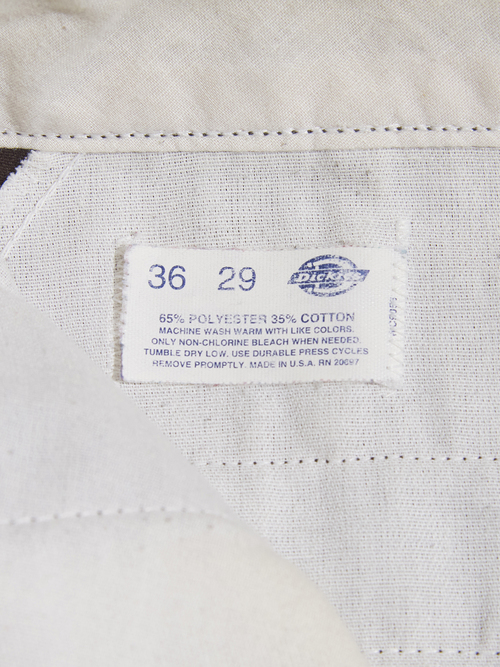 36 29
Dickies
65% POLYESTER 35% COTTON
MACHINE WASH WARM WITH LIKE COLORS.
ONLY NON-CHLORINE BLEACH WHEN NEEDED.
TUMBLE DRY LOW. USE DURABLE PRESS CYCLES
REMOVE PROMPTLY. MADE IN U.S.A. RN 20697